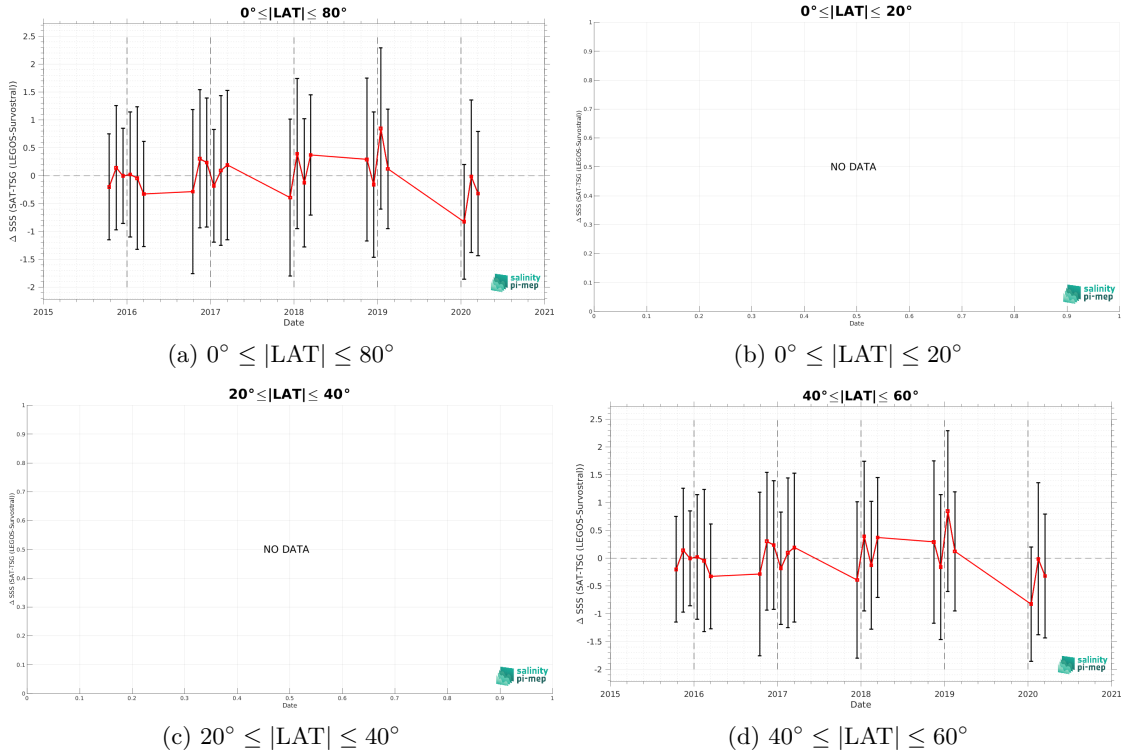 0°≤|LAT|≤ 80°
Δ SSS (SAT-TSG (LEGOS-Survostral))
2.5
2
1.5
1
0.5
0
-0.5
-1
-1.5
-2
2015 2016 2017 2018 2019 2020 2021
Date
salinity
pi-mep
(a) 0° ≤ |LAT| ≤ 80°
0°≤|LAT|≤ 20°
Δ SSS (SAT-TSG (LEGOS-Survostral))
1
0.9
0.8
0.7
0.6
0.5
0.4
0.3
0.2
0.1
0
NO DATA
0 0.1 0.2 0.3 0.4 0.5 0.6 0.7 0.8 0.9 1
Date
salinity
pi-mep
(b) 0° ≤ |LAT| ≤ 20°
20°≤|LAT|≤ 40°
Δ SSS (SAT-TSG (LEGOS-Survostral))
1
0.9
0.8
0.7
0.6
0.5
0.4
0.3
0.2
0.1
0
NO DATA
0 0.1 0.2 0.3 0.4 0.5 0.6 0.7 0.8 0.9 1
Date
salinity
pi-mep
(c) 20° ≤ |LAT| ≤ 40°
40°≤|LAT|≤ 60°
Δ SSS (SAT-TSG (LEGOS-Survostral))
2.5
2
1.5
1
0.5
0
-0.5
-1
-1.5
-2
2015 2016 2017 2018 2019 2020 2021
Date
salinity
pi-mep
(d) 40° ≤ |LAT| ≤ 60°